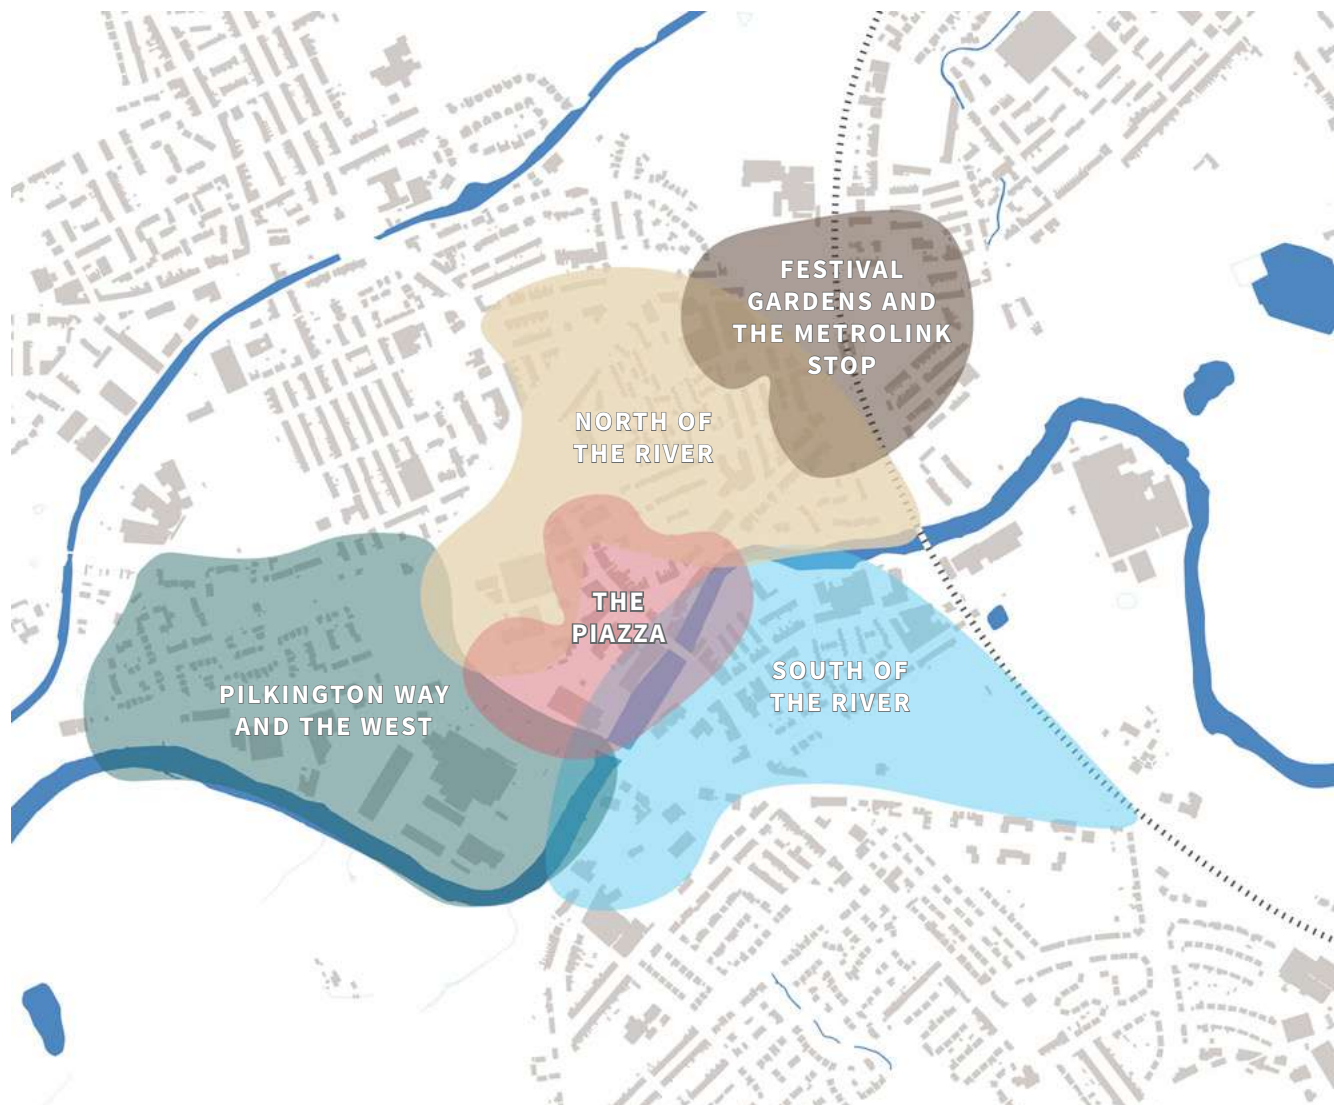 FESTIVAL
GARDENS AND
THE METROLINK
STOP
NORTH OF
THE RIVER
THE
PIAZZA
SOUTH OF
THE RIVER
PILKINGTON WAY
AND THE WEST